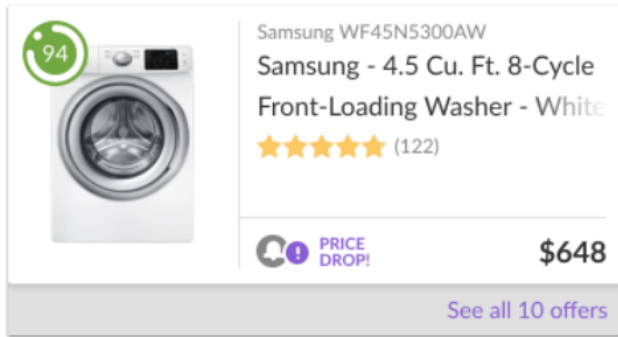 94
Samsung WF45N5300AW
Samsung - 4.5 Cu. Ft. 8-Cycle
Front-Loading Washer - White
(122)
PRICE
DROP!
$648
See all 10 offers